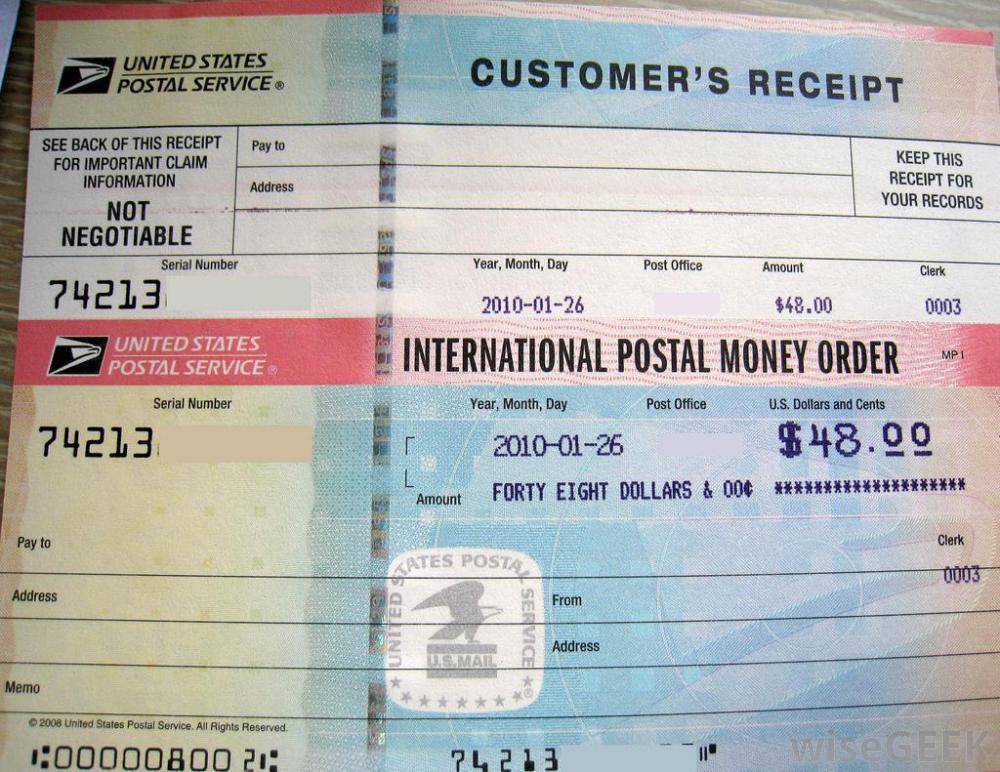 UNITED STATES
POSTAL SERVICE ®
CUSTOMER'S RECEIPT
SEE BACK OF THIS RECEIPT
FOR IMPORTANT CLAIM
INFORMATION
NOT
NEGOTIABLE
Pay to
Address
KEEP THIS
RECEIPT FOR
YOUR RECORDS
Serial Number Year, Month, Day Post Office Amount Clerk
74213 2010-01-26 $48.00 0003
UNITED STATES
POSTAL SERVICE ®
INTERNATIONAL POSTAL MONEY ORDER
MP1
Serial Number Year, Month, Day Post Office U.S. Dollars and Cents
74213 2010-01-26 $48.00
Amount FORTY EIGHT DOLLARS & 00¢ ********************
Pay to
Clerk
0003
Address
From
Address
Memo
UNITED STATES POSTAL SERVICE
U.S.MAIL
®
© 2008 United States Postal Service. All Rights Reserved.
⑆00000800 2⑆ 74213 ⑈
wiseGEEK